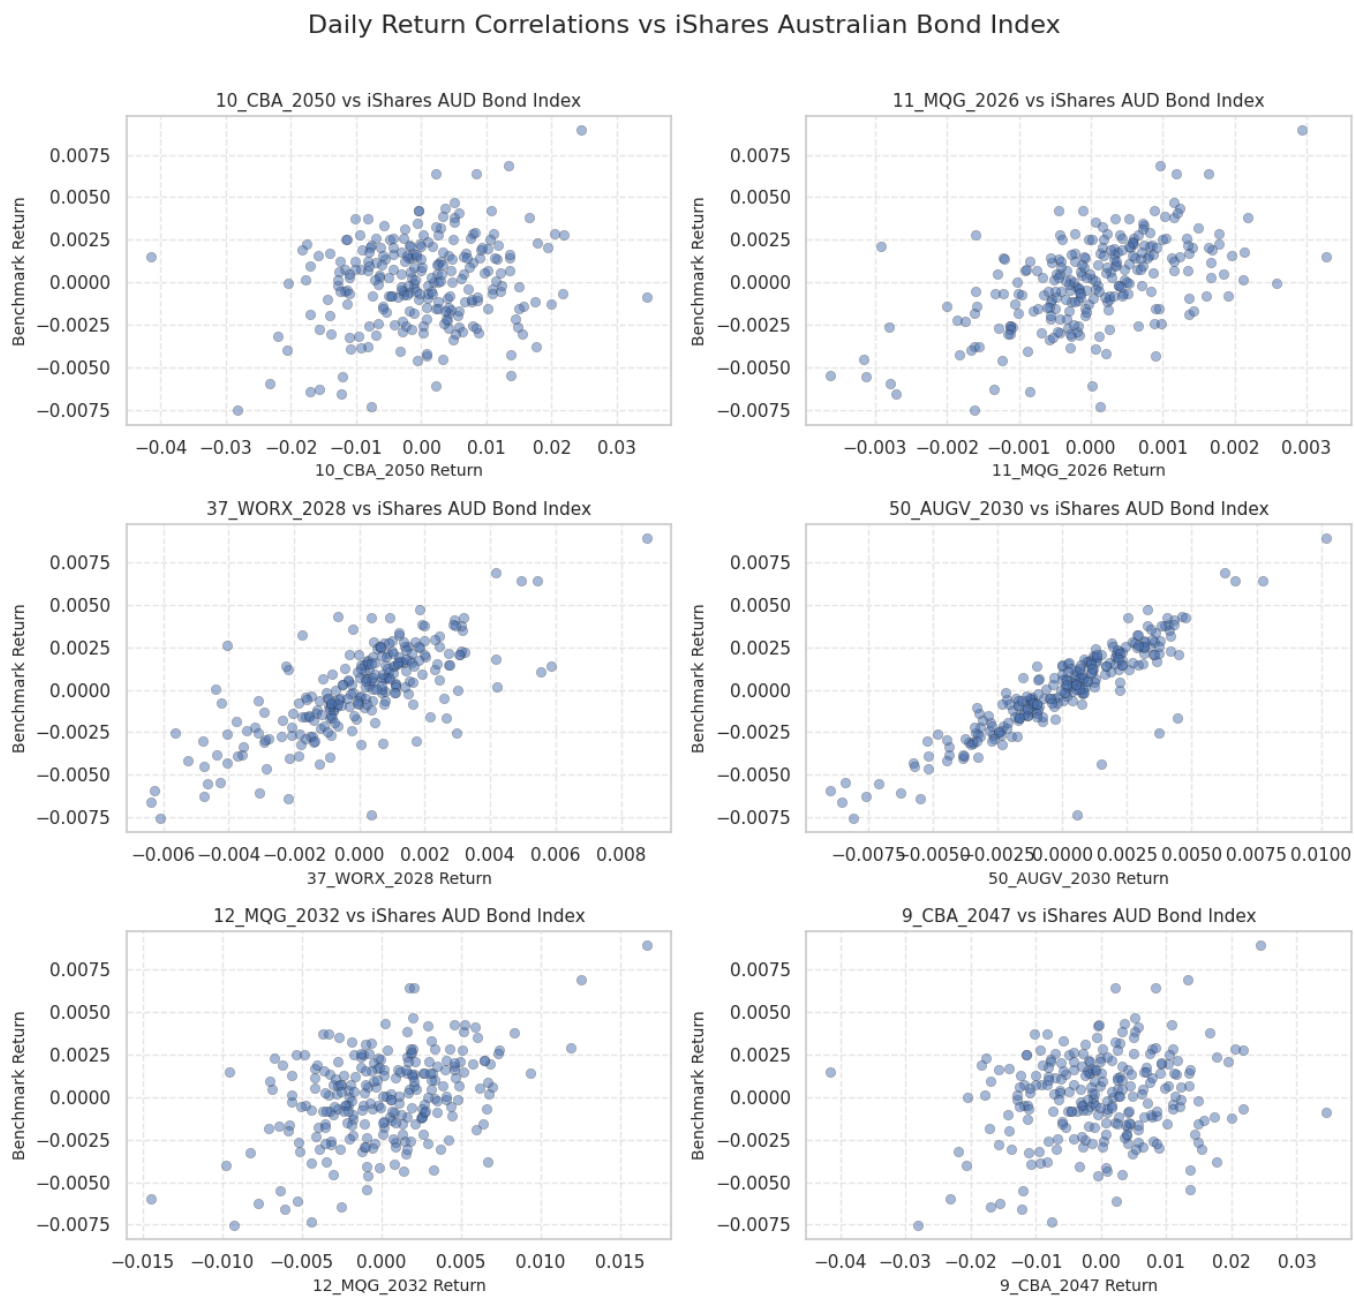 Daily Return Correlations vs iShares Australian Bond Index
10_CBA_2050 vs iShares AUD Bond Index
Benchmark Return
0.0075
0.0050
0.0025
0.0000
−0.0025
−0.0050
−0.0075
−0.04 −0.03 −0.02 −0.01 0.00 0.01 0.02 0.03
10_CBA_2050 Return
11_MQG_2026 vs iShares AUD Bond Index
Benchmark Return
0.0075
0.0050
0.0025
0.0000
−0.0025
−0.0050
−0.0075
−0.003 −0.002 −0.001 0.000 0.001 0.002 0.003
11_MQG_2026 Return
37_WORX_2028 vs iShares AUD Bond Index
Benchmark Return
0.0075
0.0050
0.0025
0.0000
−0.0025
−0.0050
−0.0075
−0.006 −0.004 −0.002 0.000 0.002 0.004 0.006 0.008
37_WORX_2028 Return
50_AUGV_2030 vs iShares AUD Bond Index
Benchmark Return
0.0075
0.0050
0.0025
0.0000
−0.0025
−0.0050
−0.0075
−0.0075 −0.0050 −0.0025 0.0000 0.0025 0.0050 0.0075 0.0100
50_AUGV_2030 Return
12_MQG_2032 vs iShares AUD Bond Index
Benchmark Return
0.0075
0.0050
0.0025
0.0000
−0.0025
−0.0050
−0.0075
−0.015 −0.010 −0.005 0.000 0.005 0.010 0.015
12_MQG_2032 Return
9_CBA_2047 vs iShares AUD Bond Index
Benchmark Return
0.0075
0.0050
0.0025
0.0000
−0.0025
−0.0050
−0.0075
−0.04 −0.03 −0.02 −0.01 0.00 0.01 0.02 0.03
9_CBA_2047 Return